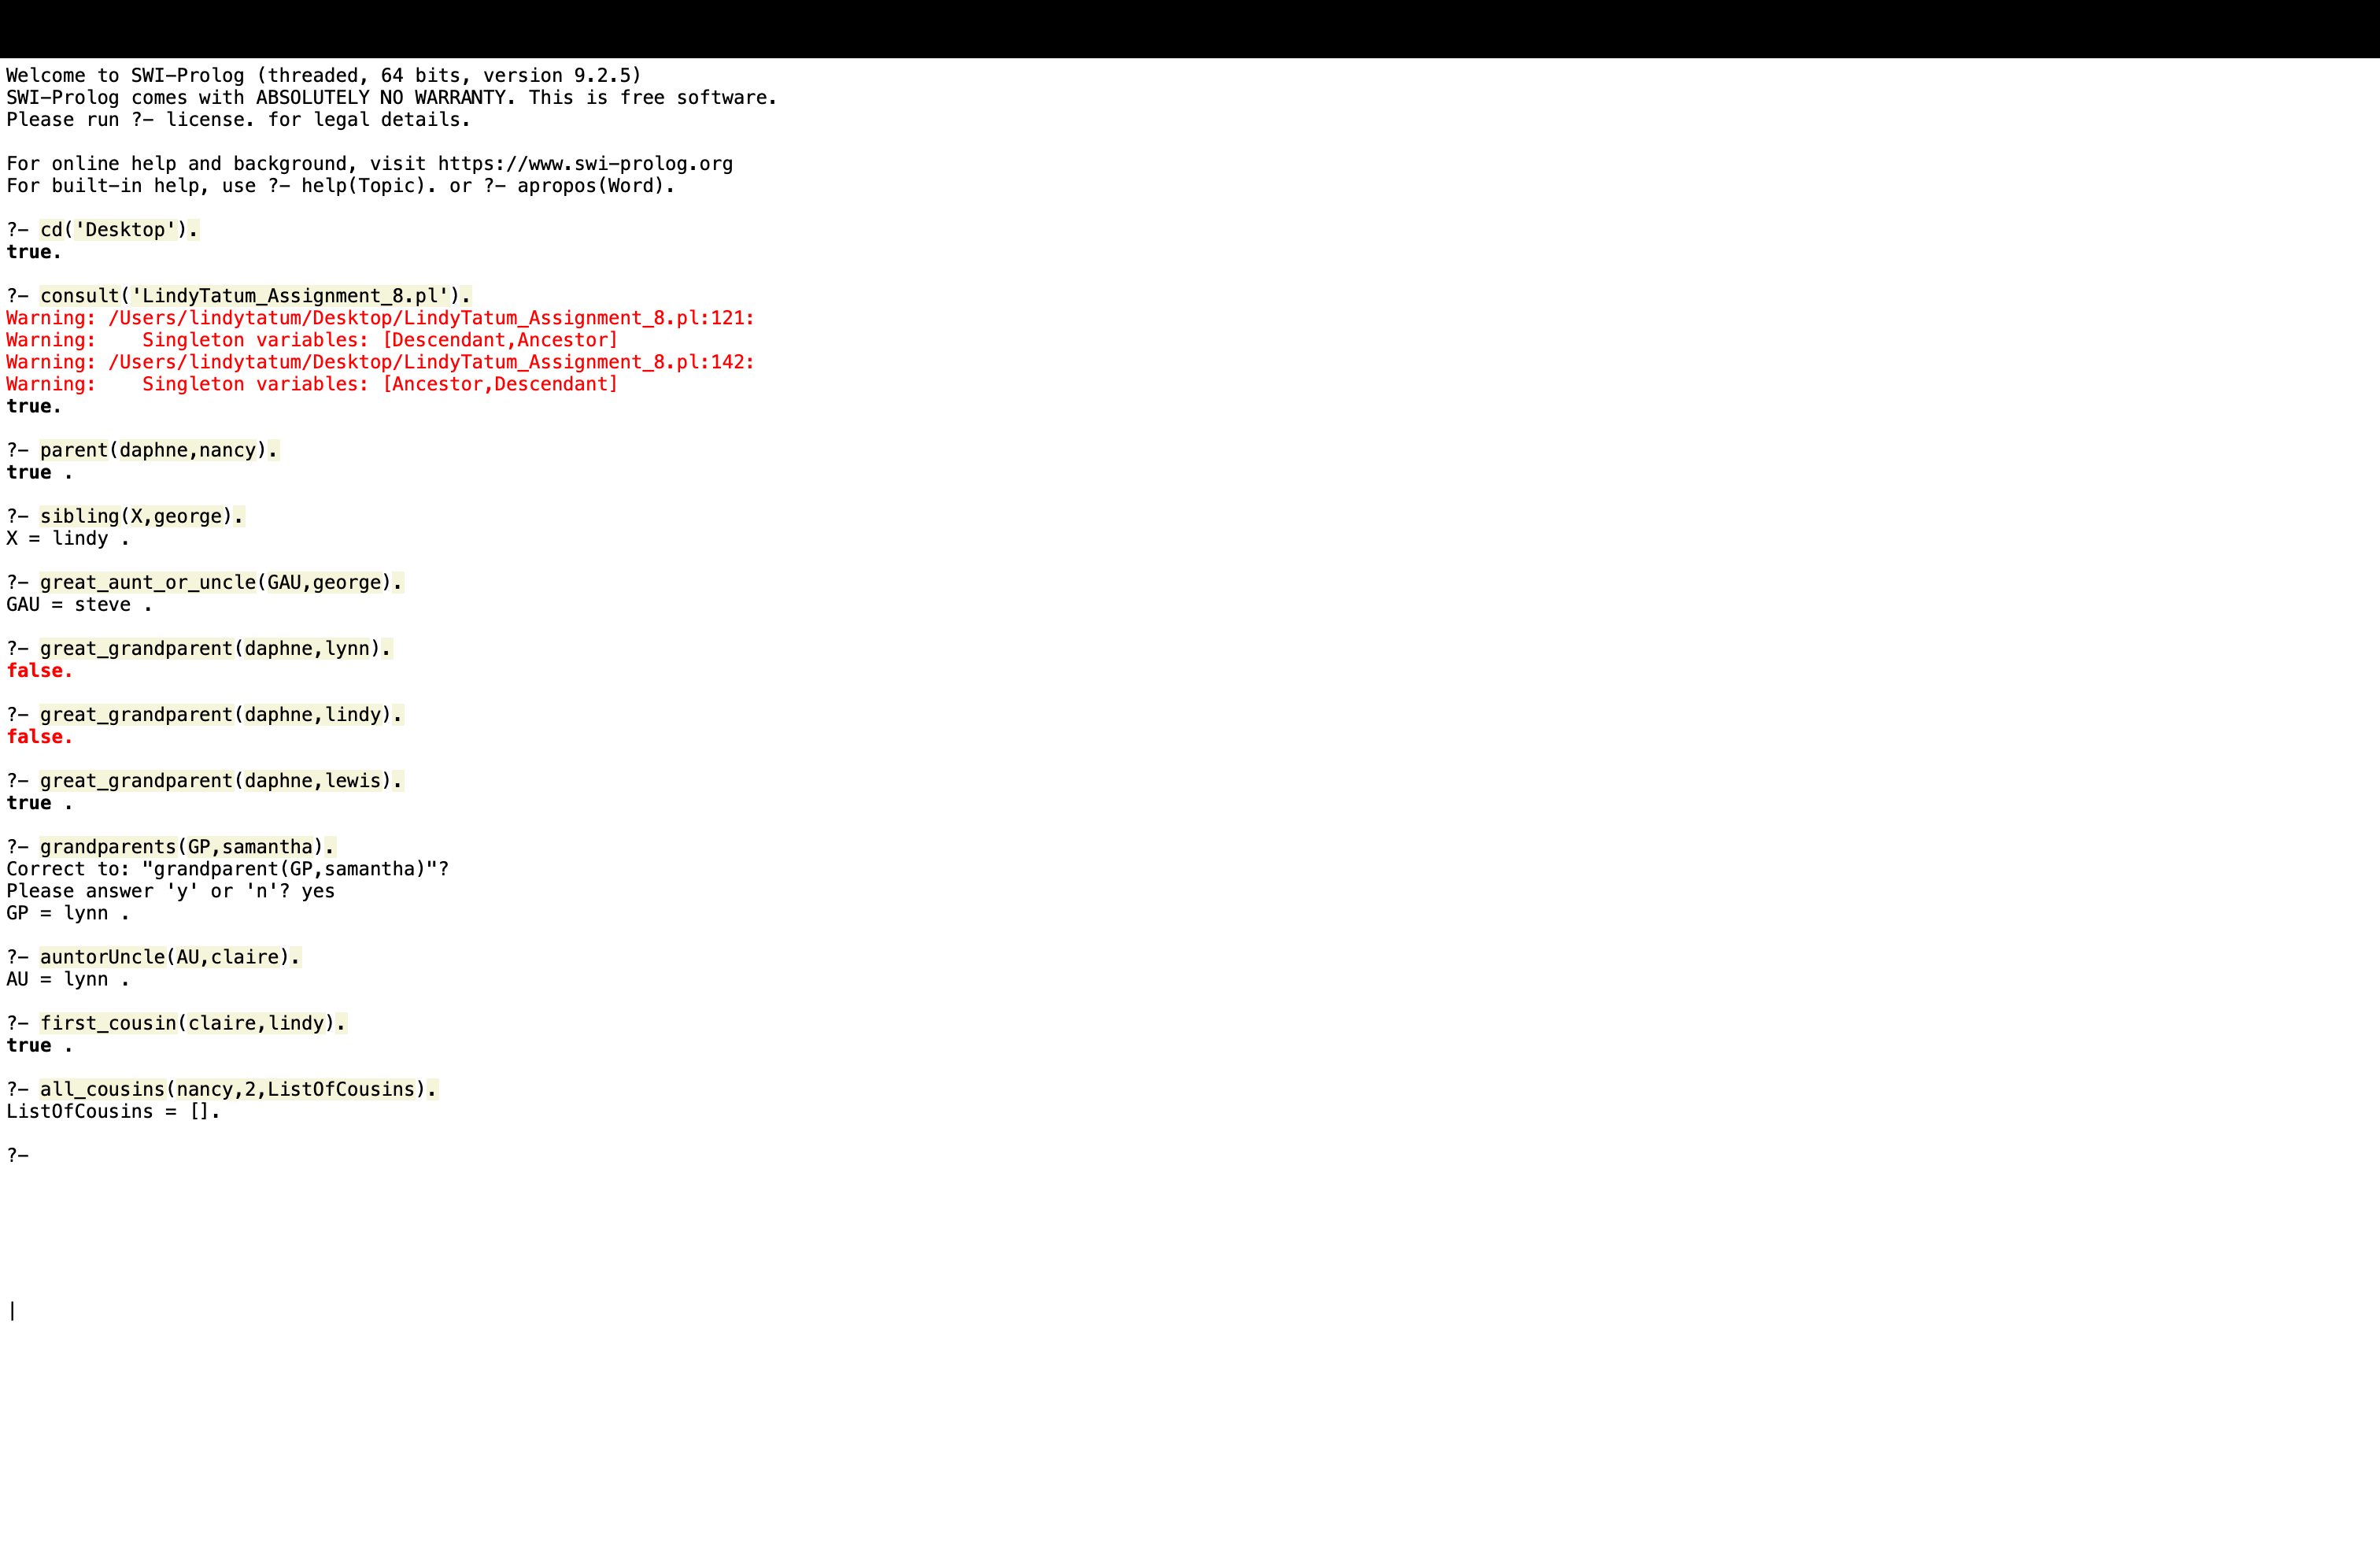 Welcome to SWI-Prolog (threaded, 64 bits, version 9.2.5)
SWI-Prolog comes with ABSOLUTELY NO WARRANTY. This is free software.
Please run ?- license. for legal details.
For online help and background, visit https://www.swi-prolog.org
For built-in help, use ?- help(Topic). or ?- apropos(Word).
?- cd('Desktop').
true.
?- consult('LindyTatum_Assignment_8.pl').
Warning: /Users/lindytatum/Desktop/LindyTatum_Assignment_8.pl:121:
Warning:    Singleton variables: [Descendant,Ancestor]
Warning: /Users/lindytatum/Desktop/LindyTatum_Assignment_8.pl:142:
Warning:    Singleton variables: [Ancestor,Descendant]
true.
?- parent(daphne,nancy).
true .
?- sibling(X,george).
X = lindy .
?- great_aunt_or_uncle(GAU,george).
GAU = steve .
?- great_grandparent(daphne,lynn).
false.
?- great_grandparent(daphne,lindy).
false.
?- great_grandparent(daphne,lewis).
true .
?- grandparents(GP,samantha).
Correct to: "grandparent(GP,samantha)"?
Please answer 'y' or 'n'? yes
GP = lynn .
?- auntorUncle(AU,claire).
AU = lynn .
?- first_cousin(claire,lindy).
true .
?- all_cousins(nancy,2,ListOfCousins).
ListOfCousins = [].
?-